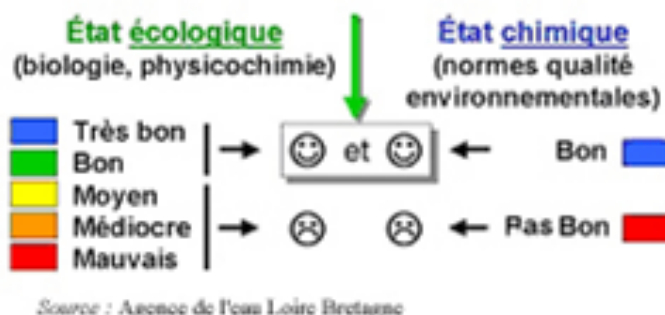 État écologique
(biologie, physicochimie)
État chimique
(normes qualité
environnementales)
Très bon
Bon
Moyen
Médiocre
Mauvais
et
Bon
Pas Bon
Source : Agence de l'eau Loire Bretagne